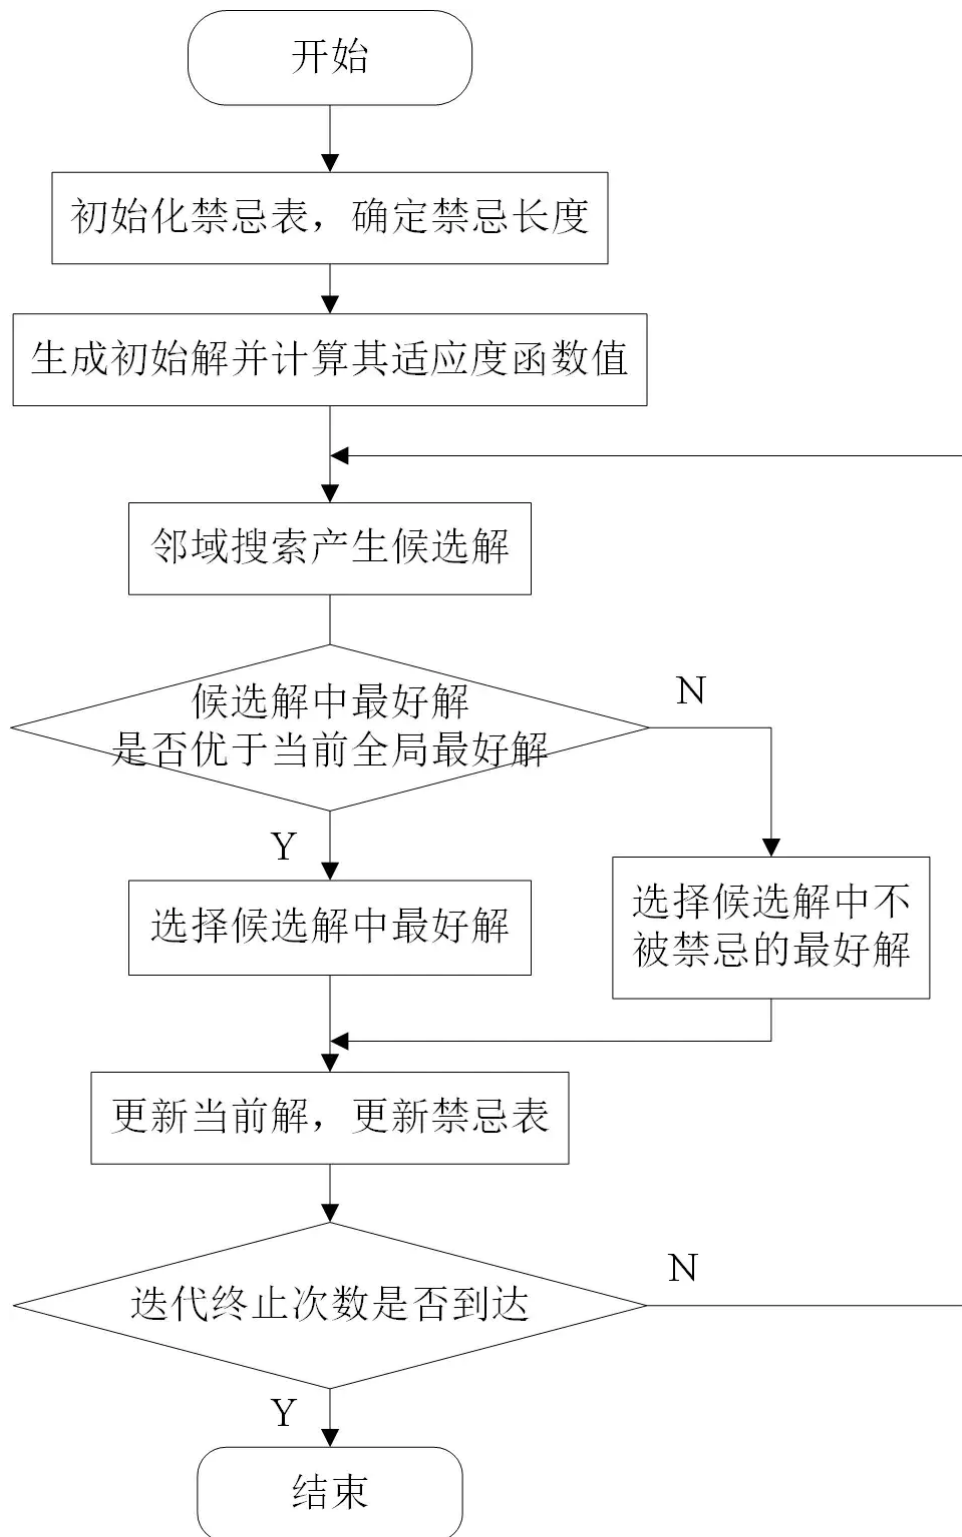 开始
初始化禁忌表，确定禁忌长度
生成初始解并计算其适应度函数值
邻域搜索产生候选解
候选解中最好解
是否优于当前全局最好解
N
Y
选择候选解中最好解
选择候选解中不
被禁忌的最好解
更新当前解，更新禁忌表
迭代终止次数是否到达
N
Y
结束